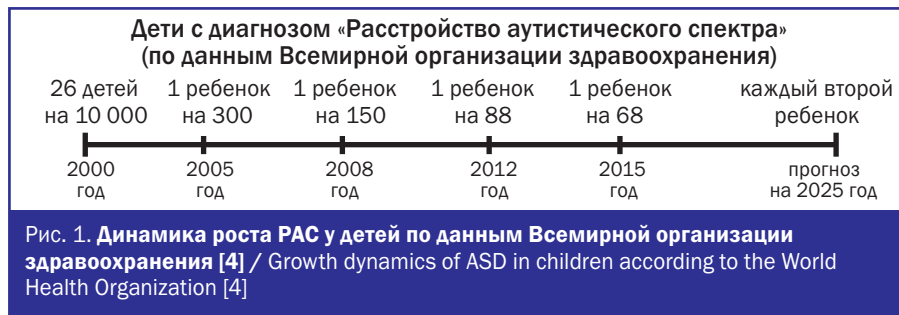 Дети с диагнозом «Расстройство аутистического спектра»
(по данным Всемирной организации здравоохранения)
26 детей
на 10 000
1 ребенок
на 300
1 ребенок
на 150
1 ребенок
на 88
1 ребенок
на 68
каждый второй
ребенок
2000
год
2005
год
2008
год
2012
год
2015
год
прогноз
на 2025 год
Рис. 1. Динамика роста РАС у детей по данным Всемирной организации
здравоохранения [4] / Growth dynamics of ASD in children according to the World
Health Organization [4]